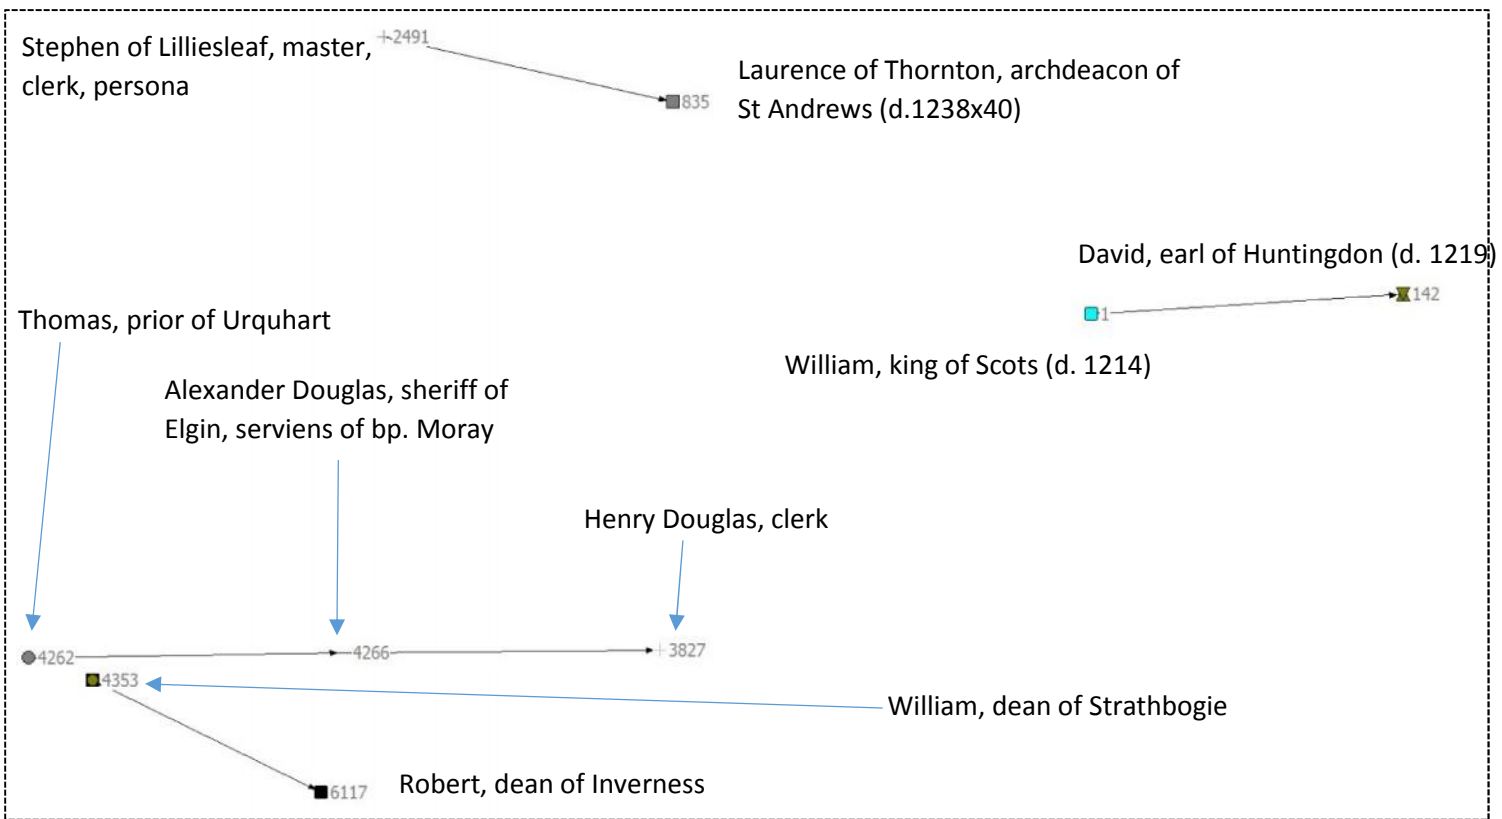 Stephen of Lilliesleaf, master,
clerk, persona
2491
835
Laurence of Thornton, archdeacon of
St Andrews (d.1238x40)
David, earl of Huntingdon (d. 1219)
142
1
William, king of Scots (d. 1214)
Thomas, prior of Urquhart
Alexander Douglas, sheriff of
Elgin, serviens of bp. Moray
Henry Douglas, clerk
4262
4266
3827
4353
William, dean of Strathbogie
6117
Robert, dean of Inverness